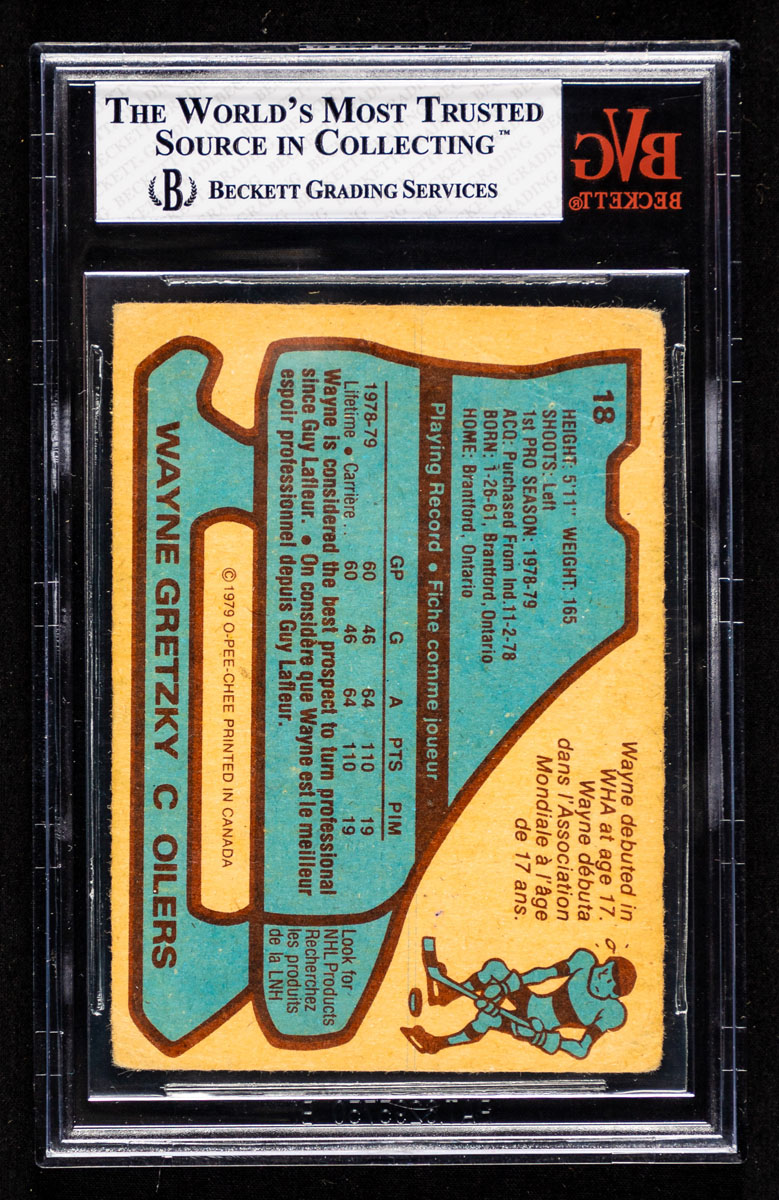 THE WORLD'S MOST TRUSTED
SOURCE IN COLLECTING™
B BECKETT GRADING SERVICES
BVG
BECKETT®
18
HEIGHT: 5'11" WEIGHT: 165
SHOOTS: Left
1st PRO SEASON: 1978-79
ACQ: Purchased From Ind. 11-2-78
BORN: 1-26-61, Brantford, Ontario
HOME: Brantford, Ontario
Wayne debuted in
WHA at age 17.
Wayne débuta
dans l'Association
Mondiale à l'âge
de 17 ans.
Playing Record • Fiche comme joueur
GP G A PTS PIM
1978-79 60 46 64 110 19
Lifetime • Carrière.. 60 46 64 110 19
Wayne is considered the best prospect to turn professional
since Guy Lafleur. • On considère que Wayne est le meilleur
espoir professionnel depuis Guy Lafleur.
Look for
NHL Products
Recherchez
les produits
de la LNH
© 1979 O-PEE-CHEE PRINTED IN CANADA
WAYNE GRETZKY C OILERS